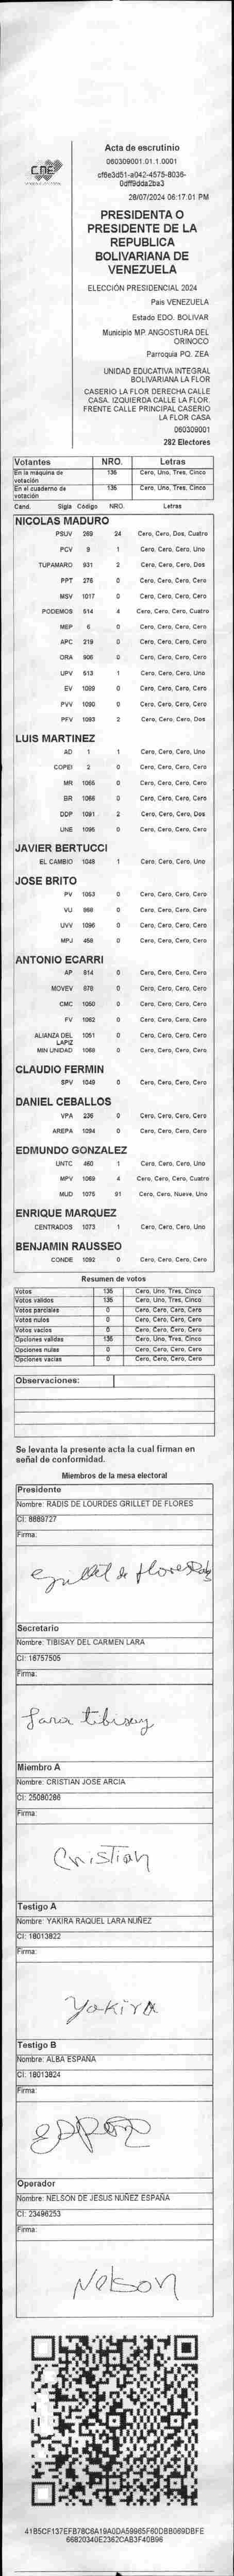 CNE
Acta de escrutinio
060309001.01.1.0001
cf6e3d51-a042-4575-8036-
0dff9dda2ba3
28/07/2024 06:17:01 PM
PRESIDENTA O
PRESIDENTE DE LA
REPUBLICA
BOLIVARIANA DE
VENEZUELA
ELECCIÓN PRESIDENCIAL 2024
País VENEZUELA
Estado EDO. BOLIVAR
Municipio MP. ANGOSTURA DEL
ORINOCO
Parroquia PQ. ZEA
UNIDAD EDUCATIVA INTEGRAL
BOLIVARIANA LA FLOR
CASERIO LA FLOR DERECHA CALLE
CASA. IZQUIERDA CALLE LA FLOR.
FRENTE CALLE PRINCIPAL CASERIO
LA FLOR CASA
060309001
282 Electores
Votantes NRO. Letras
En la máquina de votación 136 Cero, Uno, Tres, Cinco
En el cuaderno de votación 136 Cero, Uno, Tres, Cinco
Cand. Sigla Código NRO. Letras
NICOLAS MADURO
PSUV 269 24 Cero, Cero, Dos, Cuatro
PCV 9 1 Cero, Cero, Cero, Uno
TUPAMARO 931 2 Cero, Cero, Cero, Dos
PPT 276 0 Cero, Cero, Cero, Cero
MSV 1017 0 Cero, Cero, Cero, Cero
PODEMOS 514 4 Cero, Cero, Cero, Cuatro
MEP 6 0 Cero, Cero, Cero, Cero
APC 219 0 Cero, Cero, Cero, Cero
ORA 906 0 Cero, Cero, Cero, Cero
UPV 613 1 Cero, Cero, Cero, Uno
EV 1099 0 Cero, Cero, Cero, Cero
PVV 1090 0 Cero, Cero, Cero, Cero
PFV 1093 2 Cero, Cero, Cero, Dos
LUIS MARTINEZ
AD 1 1 Cero, Cero, Cero, Uno
COPEI 2 0 Cero, Cero, Cero, Cero
MR 1065 0 Cero, Cero, Cero, Cero
BR 1066 0 Cero, Cero, Cero, Cero
DDP 1091 2 Cero, Cero, Cero, Dos
UNE 1095 0 Cero, Cero, Cero, Cero
JAVIER BERTUCCI
EL CAMBIO 1048 1 Cero, Cero, Cero, Uno
JOSE BRITO
PV 1053 0 Cero, Cero, Cero, Cero
VU 988 0 Cero, Cero, Cero, Cero
UVV 1096 0 Cero, Cero, Cero, Cero
MPJ 458 0 Cero, Cero, Cero, Cero
ANTONIO ECARRI
AP 814 0 Cero, Cero, Cero, Cero
MOVEV 878 0 Cero, Cero, Cero, Cero
CMC 1050 0 Cero, Cero, Cero, Cero
FV 1062 0 Cero, Cero, Cero, Cero
ALIANZA DEL LAPIZ 1051 0 Cero, Cero, Cero, Cero
MIN UNIDAD 1068 0 Cero, Cero, Cero, Cero
CLAUDIO FERMIN
SPV 1049 0 Cero, Cero, Cero, Cero
DANIEL CEBALLOS
VPA 236 0 Cero, Cero, Cero, Cero
AREPA 1094 0 Cero, Cero, Cero, Cero
EDMUNDO GONZALEZ
UNTC 460 1 Cero, Cero, Cero, Uno
MPV 1069 4 Cero, Cero, Cero, Cuatro
MUD 1075 91 Cero, Cero, Nueve, Uno
ENRIQUE MARQUEZ
CENTRADOS 1073 1 Cero, Cero, Cero, Uno
BENJAMIN RAUSSEO
CONDE 1092 0 Cero, Cero, Cero, Cero
Resumen de votos
Votos 135 Cero, Uno, Tres, Cinco
Votos validos 135 Cero, Uno, Tres, Cinco
Votos parciales 0 Cero, Cero, Cero, Cero
Votos nulos 0 Cero, Cero, Cero, Cero
Votos vacios 0 Cero, Cero, Cero, Cero
Opciones validas 135 Cero, Uno, Tres, Cinco
Opciones nulas 0 Cero, Cero, Cero, Cero
Opciones vacias 0 Cero, Cero, Cero, Cero
Observaciones:
Se levanta la presente acta la cual firman en
señal de conformidad.
Miembros de la mesa electoral
Presidente
Nombre: RADIS DE LOURDES GRILLET DE FLORES
CI: 8889727
Firma:
Grillet de flores Rady
Secretario
Nombre: TIBISAY DEL CARMEN LARA
CI: 16757505
Firma:
Lara tibisay
Miembro A
Nombre: CRISTIAN JOSE ARCIA
CI: 25080286
Firma:
Cristian
Testigo A
Nombre: YAKIRA RAQUEL LARA NUÑEZ
CI: 18013822
Firma:
Yakira
Testigo B
Nombre: ALBA ESPAÑA
CI: 18013824
Firma:
Operador
Nombre: NELSON DE JESUS NUÑEZ ESPAÑA
CI: 23496253
Firma:
Nelson
41B5CF137EFB78C6A19A0DA59965F60DBB069DBFE
66820340E2362CAB3F40B96